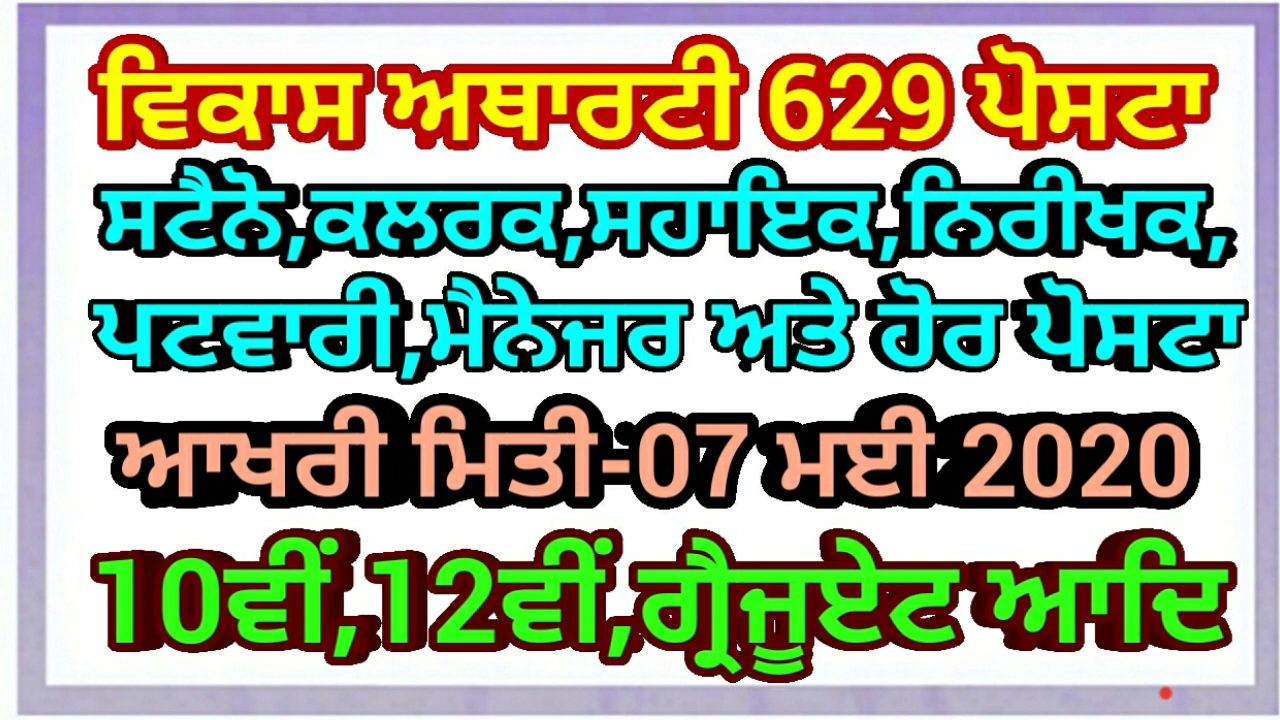 ਵਿਕਾਸ ਅਥਾਰਟੀ 629 ਪੋਸਟਾ
ਸਟੈਨੋ,ਕਲਰਕ,ਸਹਾਇਕ,ਨਿਰੀਖਕ,
ਪਟਵਾਰੀ,ਮੈਨੇਜਰ ਅਤੇ ਹੋਰ ਪੋਸਟਾ
ਆਖਰੀ ਮਿਤੀ-07 ਮਈ 2020
10ਵੀਂ,12ਵੀਂ,ਗ੍ਰੈਜੂਏਟ ਆਦਿ